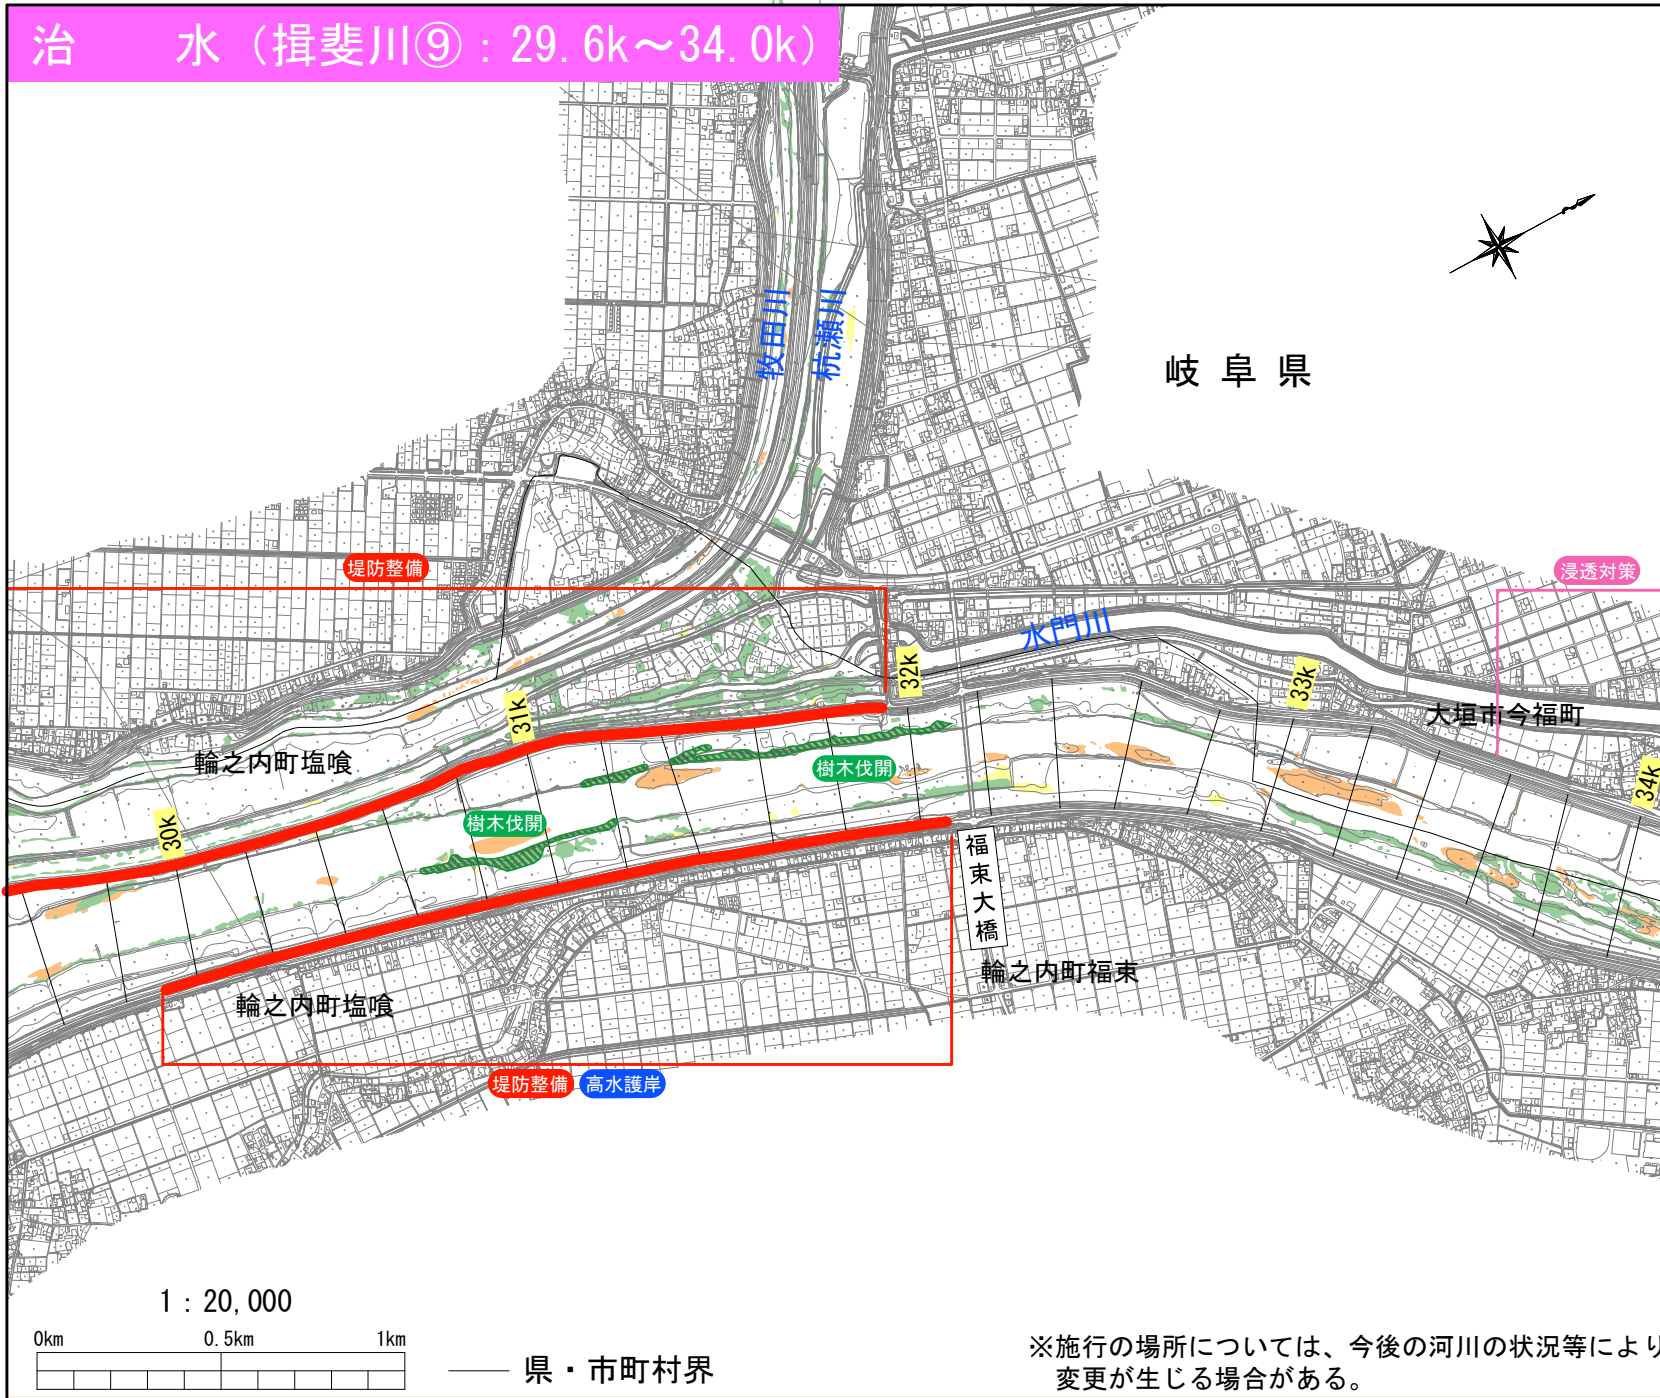 治　水（揖斐川⑨：29.6k～34.0k）
牧田川
杭瀬川
岐阜県
堤防整備
浸透対策
水門川
32k
33k
31k
大垣市今福町
輪之内町塩喰
樹木伐開
34k
30k
樹木伐開
福東大橋
輪之内町福東
輪之内町塩喰
堤防整備 高水護岸
1：20,000
0km 0.5km 1km
県・市町村界
※施行の場所については、今後の河川の状況等により
変更が生じる場合がある。